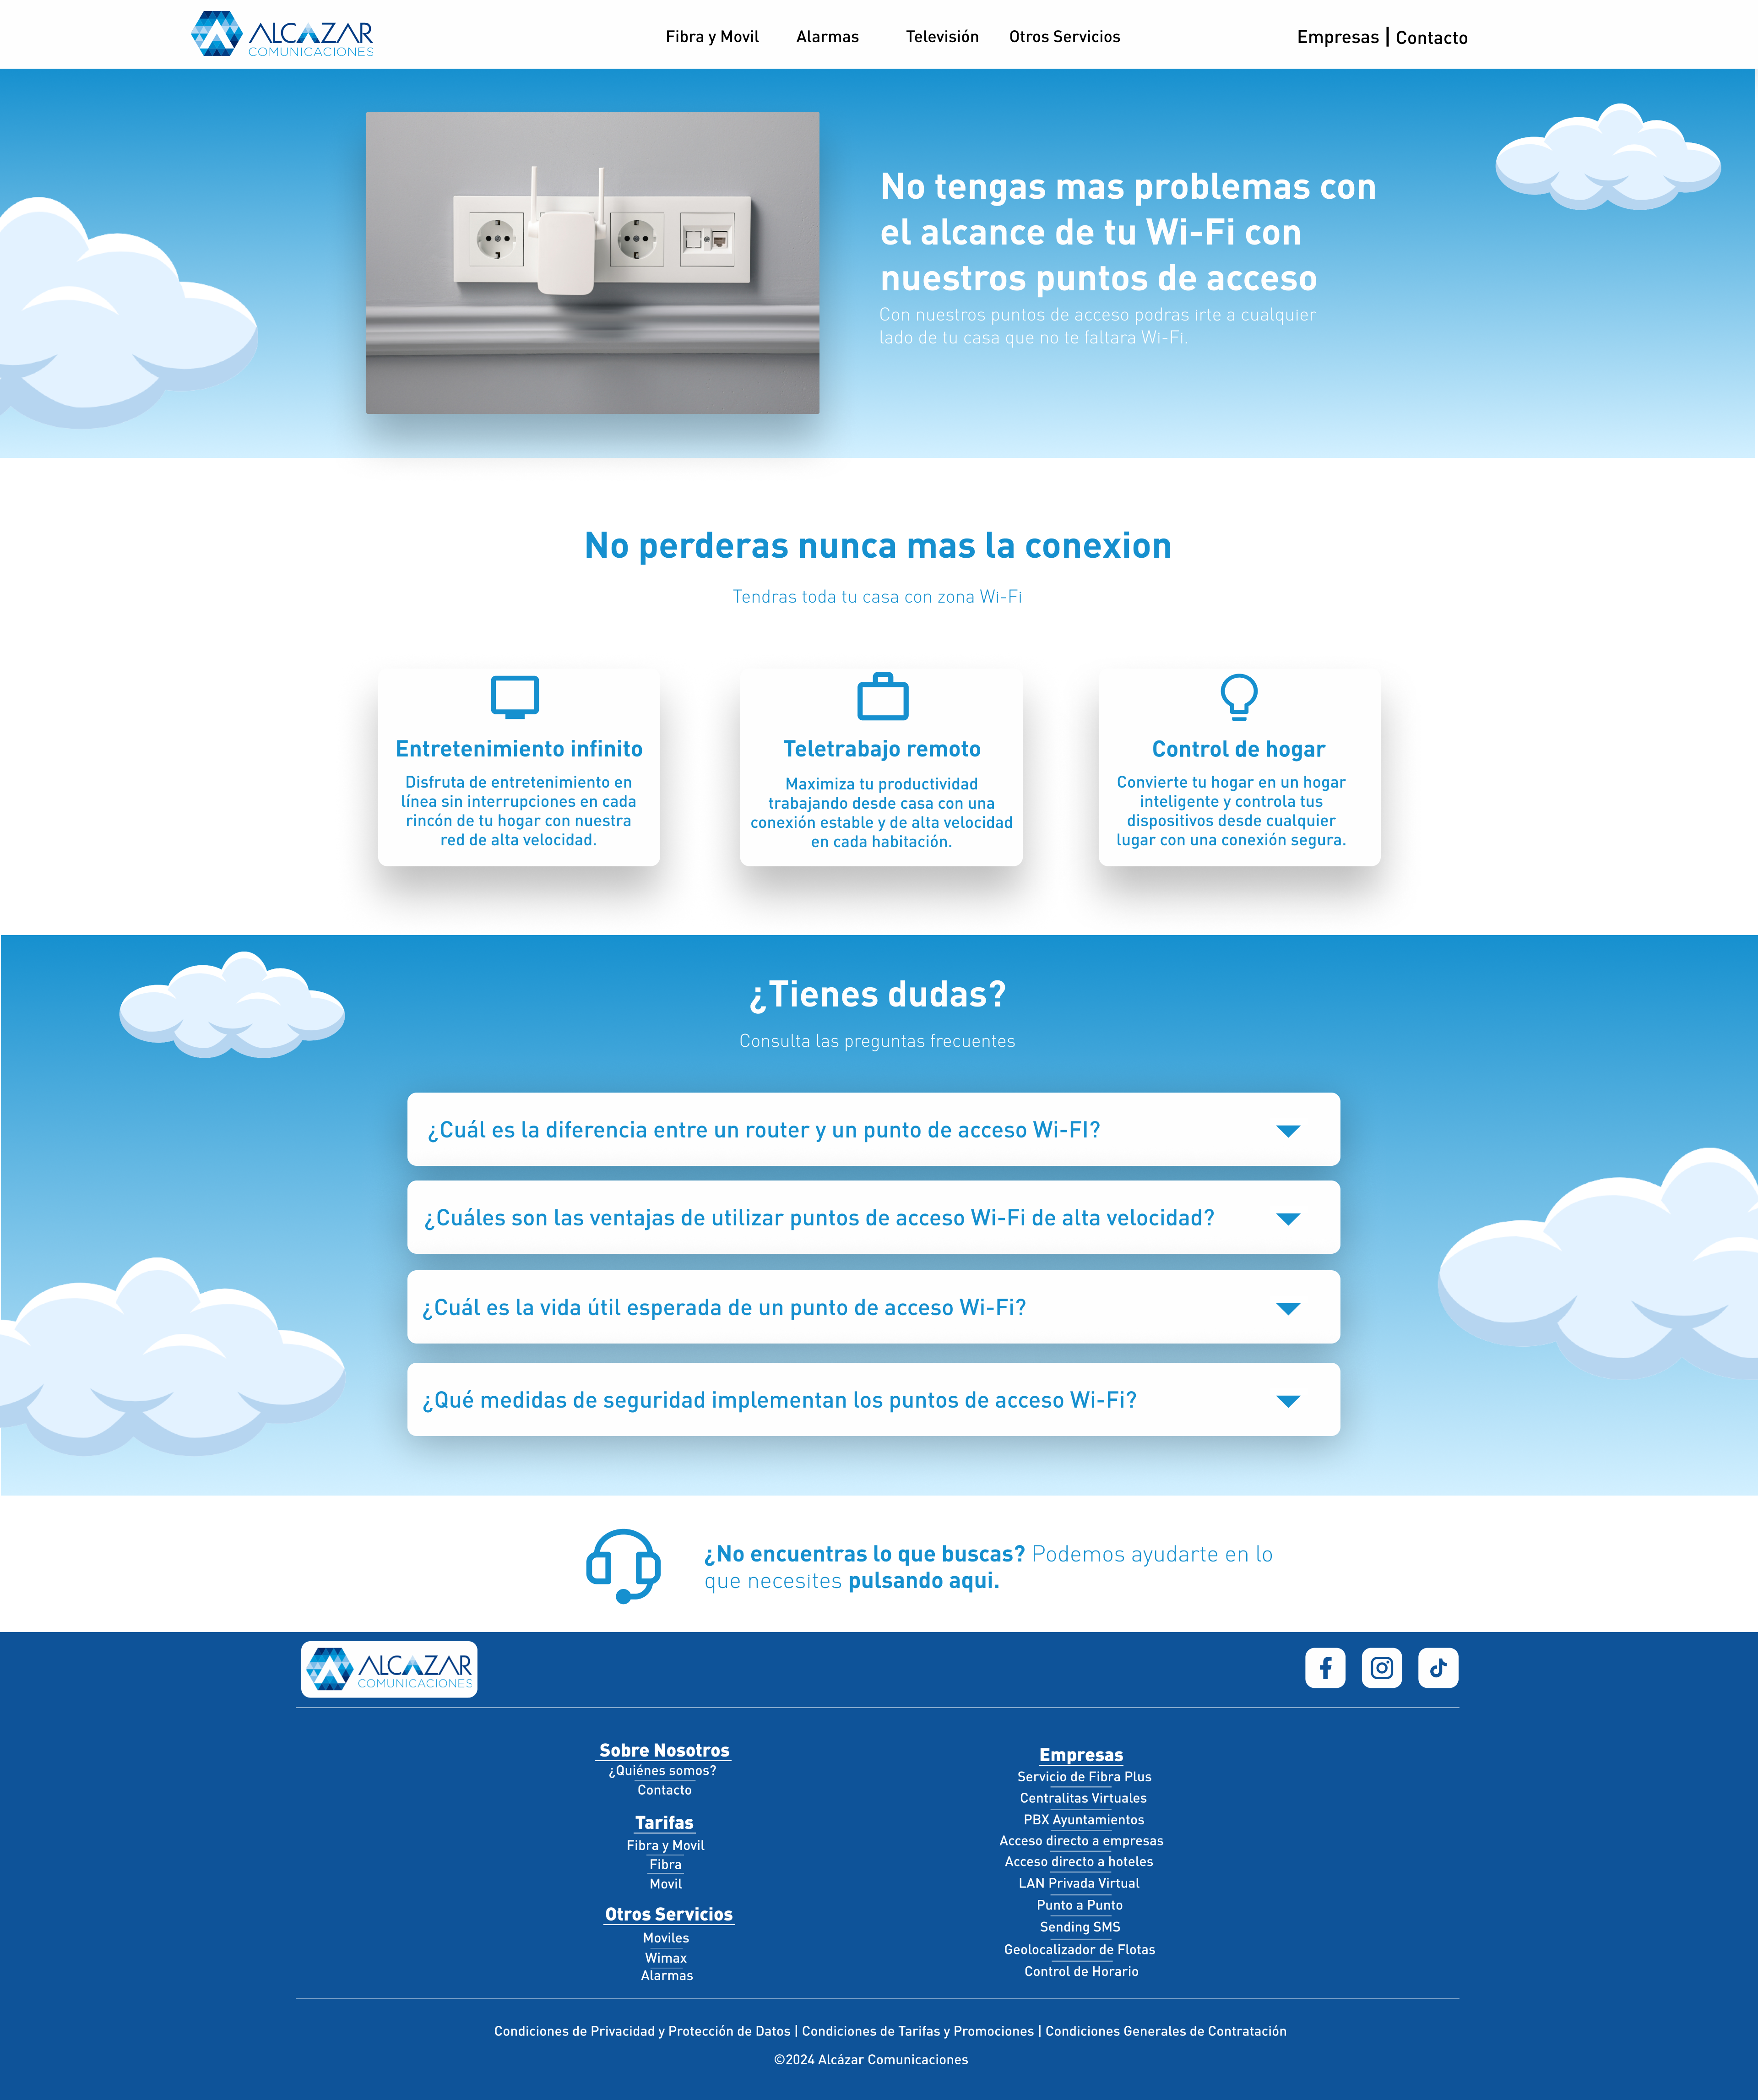 ALCAZAR
COMUNICACIONES
Fibra y Movil
Alarmas
Televisión
Otros Servicios
Empresas | Contacto
No tengas mas problemas con
el alcance de tu Wi-Fi con
nuestros puntos de acceso
Con nuestros puntos de acceso podras irte a cualquier
lado de tu casa que no te faltara Wi-Fi.
No perderas nunca mas la conexion
Tendras toda tu casa con zona Wi-Fi
Entretenimiento infinito
Disfruta de entretenimiento en
línea sin interrupciones en cada
rincón de tu hogar con nuestra
red de alta velocidad.
Teletrabajo remoto
Maximiza tu productividad
trabajando desde casa con una
conexión estable y de alta velocidad
en cada habitación.
Control de hogar
Convierte tu hogar en un hogar
inteligente y controla tus
dispositivos desde cualquier
lugar con una conexión segura.
¿Tienes dudas?
Consulta las preguntas frecuentes
¿Cuál es la diferencia entre un router y un punto de acceso Wi-FI?
¿Cuáles son las ventajas de utilizar puntos de acceso Wi-Fi de alta velocidad?
¿Cuál es la vida útil esperada de un punto de acceso Wi-Fi?
¿Qué medidas de seguridad implementan los puntos de acceso Wi-Fi?
¿No encuentras lo que buscas? Podemos ayudarte en lo
que necesites pulsando aqui.
ALCAZAR
COMUNICACIONES
Sobre Nosotros
¿Quiénes somos?
Contacto
Tarifas
Fibra y Movil
Fibra
Movil
Otros Servicios
Moviles
Wimax
Alarmas
Empresas
Servicio de Fibra Plus
Centralitas Virtuales
PBX Ayuntamientos
Acceso directo a empresas
Acceso directo a hoteles
LAN Privada Virtual
Punto a Punto
Sending SMS
Geolocalizador de Flotas
Control de Horario
Condiciones de Privacidad y Protección de Datos | Condiciones de Tarifas y Promociones | Condiciones Generales de Contratación
©2024 Alcázar Comunicaciones